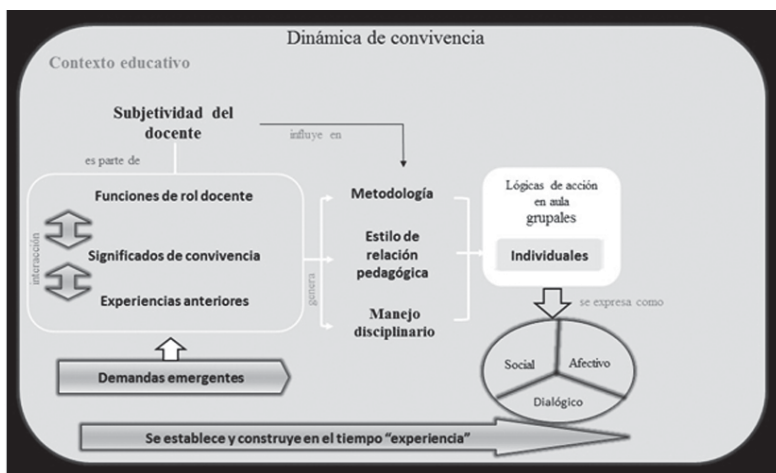 Dinámica de convivencia
Contexto educativo
Subjetividad del
docente
influye en
es parte de
Funciones de rol docente
Significados de convivencia
Experiencias anteriores
interacción
genera
Metodología
Estilo de
relación
pedagógica
Manejo
disciplinario
Lógicas de acción
en aula
grupales
Individuales
se expresa como
Social
Afectivo
Dialógico
Demandas emergentes
Se establece y construye en el tiempo “experiencia”